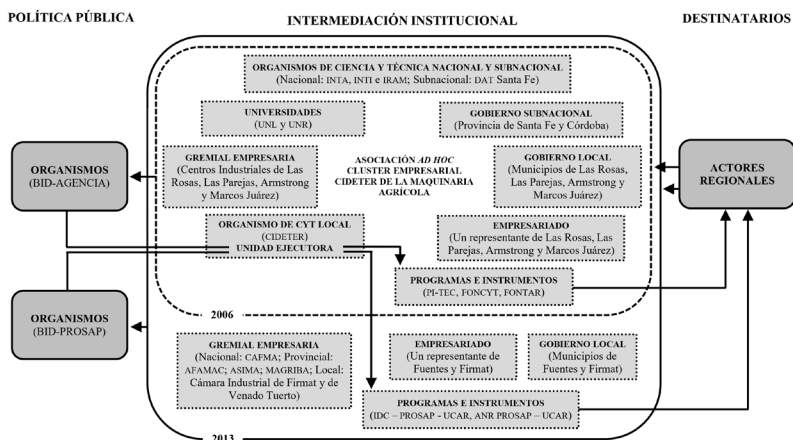 POLÍTICA PÚBLICA
INTERMEDIACIÓN INSTITUCIONAL
DESTINATARIOS
ORGANISMOS DE CIENCIA Y TÉCNICA NACIONAL Y SUBNACIONAL
(Nacional: INTA, INTI e IRAM; Subnacional: DAT Santa Fe)
UNIVERSIDADES
(UNL y UNR)
GOBIERNO SUBNACIONAL
(Provincia de Santa Fe y Córdoba)
ORGANISMOS
(BID-AGENCIA)
GREMIAL EMPRESARIA
(Centros Industriales de Las
Rosas, Las Parejas, Armstrong
y Marcos Juárez)
ASOCIACIÓN AD HOC
CLUSTER EMPRESARIAL
CIDETER DE LA MAQUINARIA
AGRÍCOLA
GOBIERNO LOCAL
(Municipios de Las Rosas,
Las Parejas, Armstrong y
Marcos Juárez)
ACTORES
REGIONALES
ORGANISMO DE CYT LOCAL
(CIDETER)
UNIDAD EJECUTORA
EMPRESARIADO
(Un representante de Las Rosas, Las
Parejas, Armstrong y Marcos Juárez)
PROGRAMAS E INSTRUMENTOS
(PI-TEC, FONCYT, FONTAR)
2006
ORGANISMOS
(BID-PROSAP)
GREMIAL EMPRESARIA
(Nacional: CAFMA; Provincial:
AFAMAC; ASIMA; MAGRIBA; Local:
Cámara Industrial de Firmat y de
Venado Tuerto)
EMPRESARIADO
(Un representante de
Fuentes y Firmat)
GOBIERNO LOCAL
(Municipios de
Fuentes y Firmat)
PROGRAMAS E INSTRUMENTOS
(IDC – PROSAP - UCAR, ANR PROSAP – UCAR)
2013